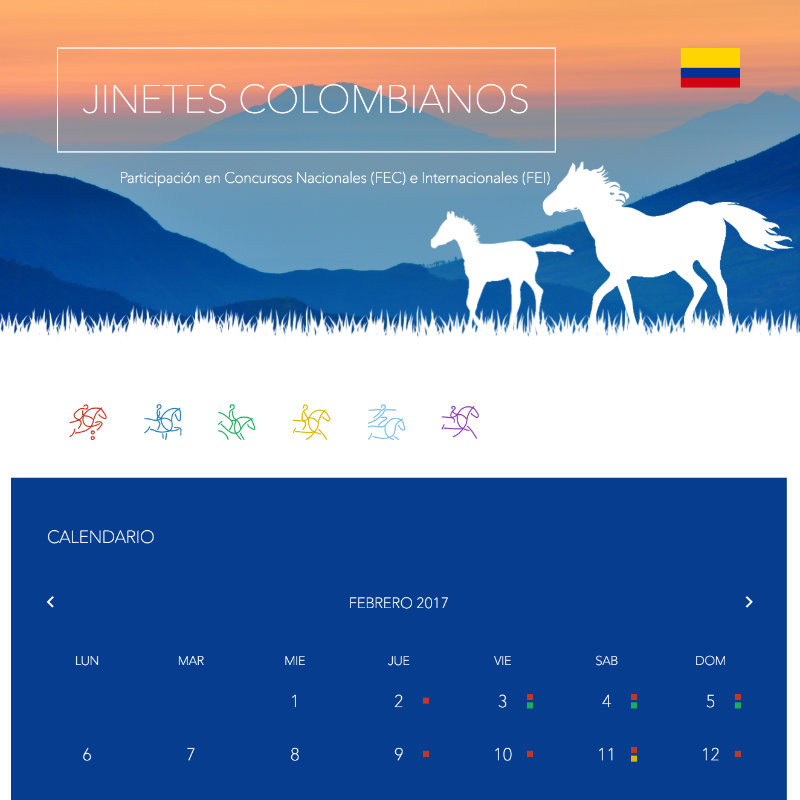 JINETES COLOMBIANOS
Participación en Concursos Nacionales (FEC) e Internacionales (FEI)
CALENDARIO
FEBRERO 2017
LUN MAR MIE JUE VIE SAB DOM
1 2 3 4 5
6 7 8 9 10 11 12